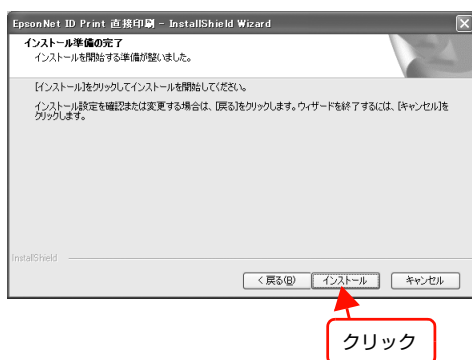 EpsonNet ID Print 直接印刷 - InstallShield Wizard
インストール準備の完了
インストールを開始する準備が整いました。
[インストール]をクリックしてインストールを開始してください。
インストール設定を確認または変更する場合は、[戻る]をクリックします。ウィザードを終了するには、[キャンセル]を
クリックします。
InstallShield
< 戻る(B)
インストール
キャンセル
クリック